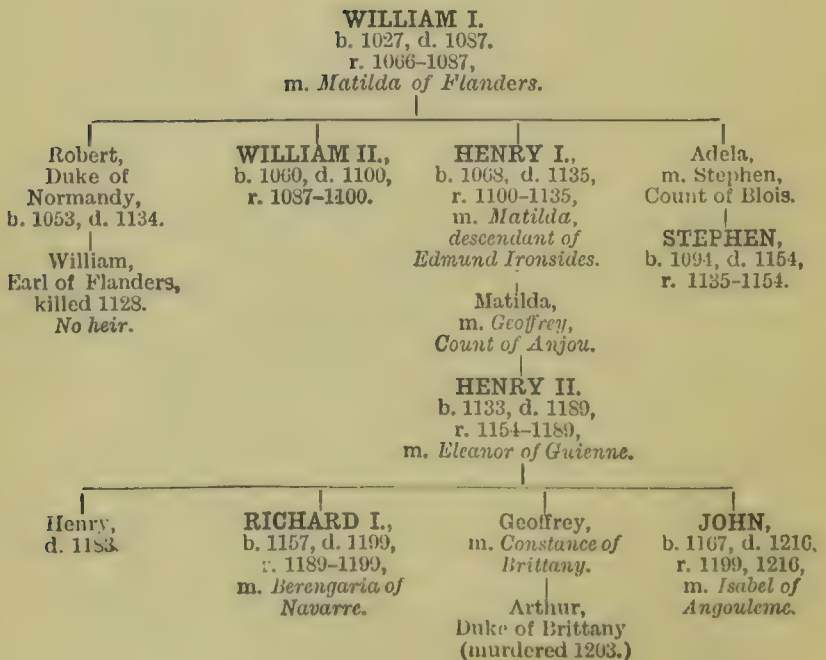 WILLIAM I.
b. 1027, d. 1087.
r. 1066–1087,
m. Matilda of Flanders.
Robert,
Duke of
Normandy,
b. 1053, d. 1134.
William,
Earl of Flanders,
killed 1128.
No heir.
WILLIAM II.,
b. 1060, d. 1100,
r. 1087–1100.
HENRY I.,
b. 1068, d. 1135,
r. 1100–1135,
m. Matilda,
descendant of
Edmund Ironsides.
Adela,
m. Stephen,
Count of Blois.
STEPHEN,
b. 1094, d. 1154,
r. 1135–1154.
Matilda,
m. Geoffrey,
Count of Anjou.
HENRY II.
b. 1133, d. 1189,
r. 1154–1189,
m. Eleanor of Guienne.
Henry,
d. 1183.
RICHARD I.,
b. 1157, d. 1199,
r. 1189–1199,
m. Berengaria of
Navarre.
Geoffrey,
m. Constance of
Brittany.
Arthur,
Duke of Brittany
(murdered 1203.)
JOHN,
b. 1167, d. 1216,
r. 1199, 1216,
m. Isabel of
Angouleme.